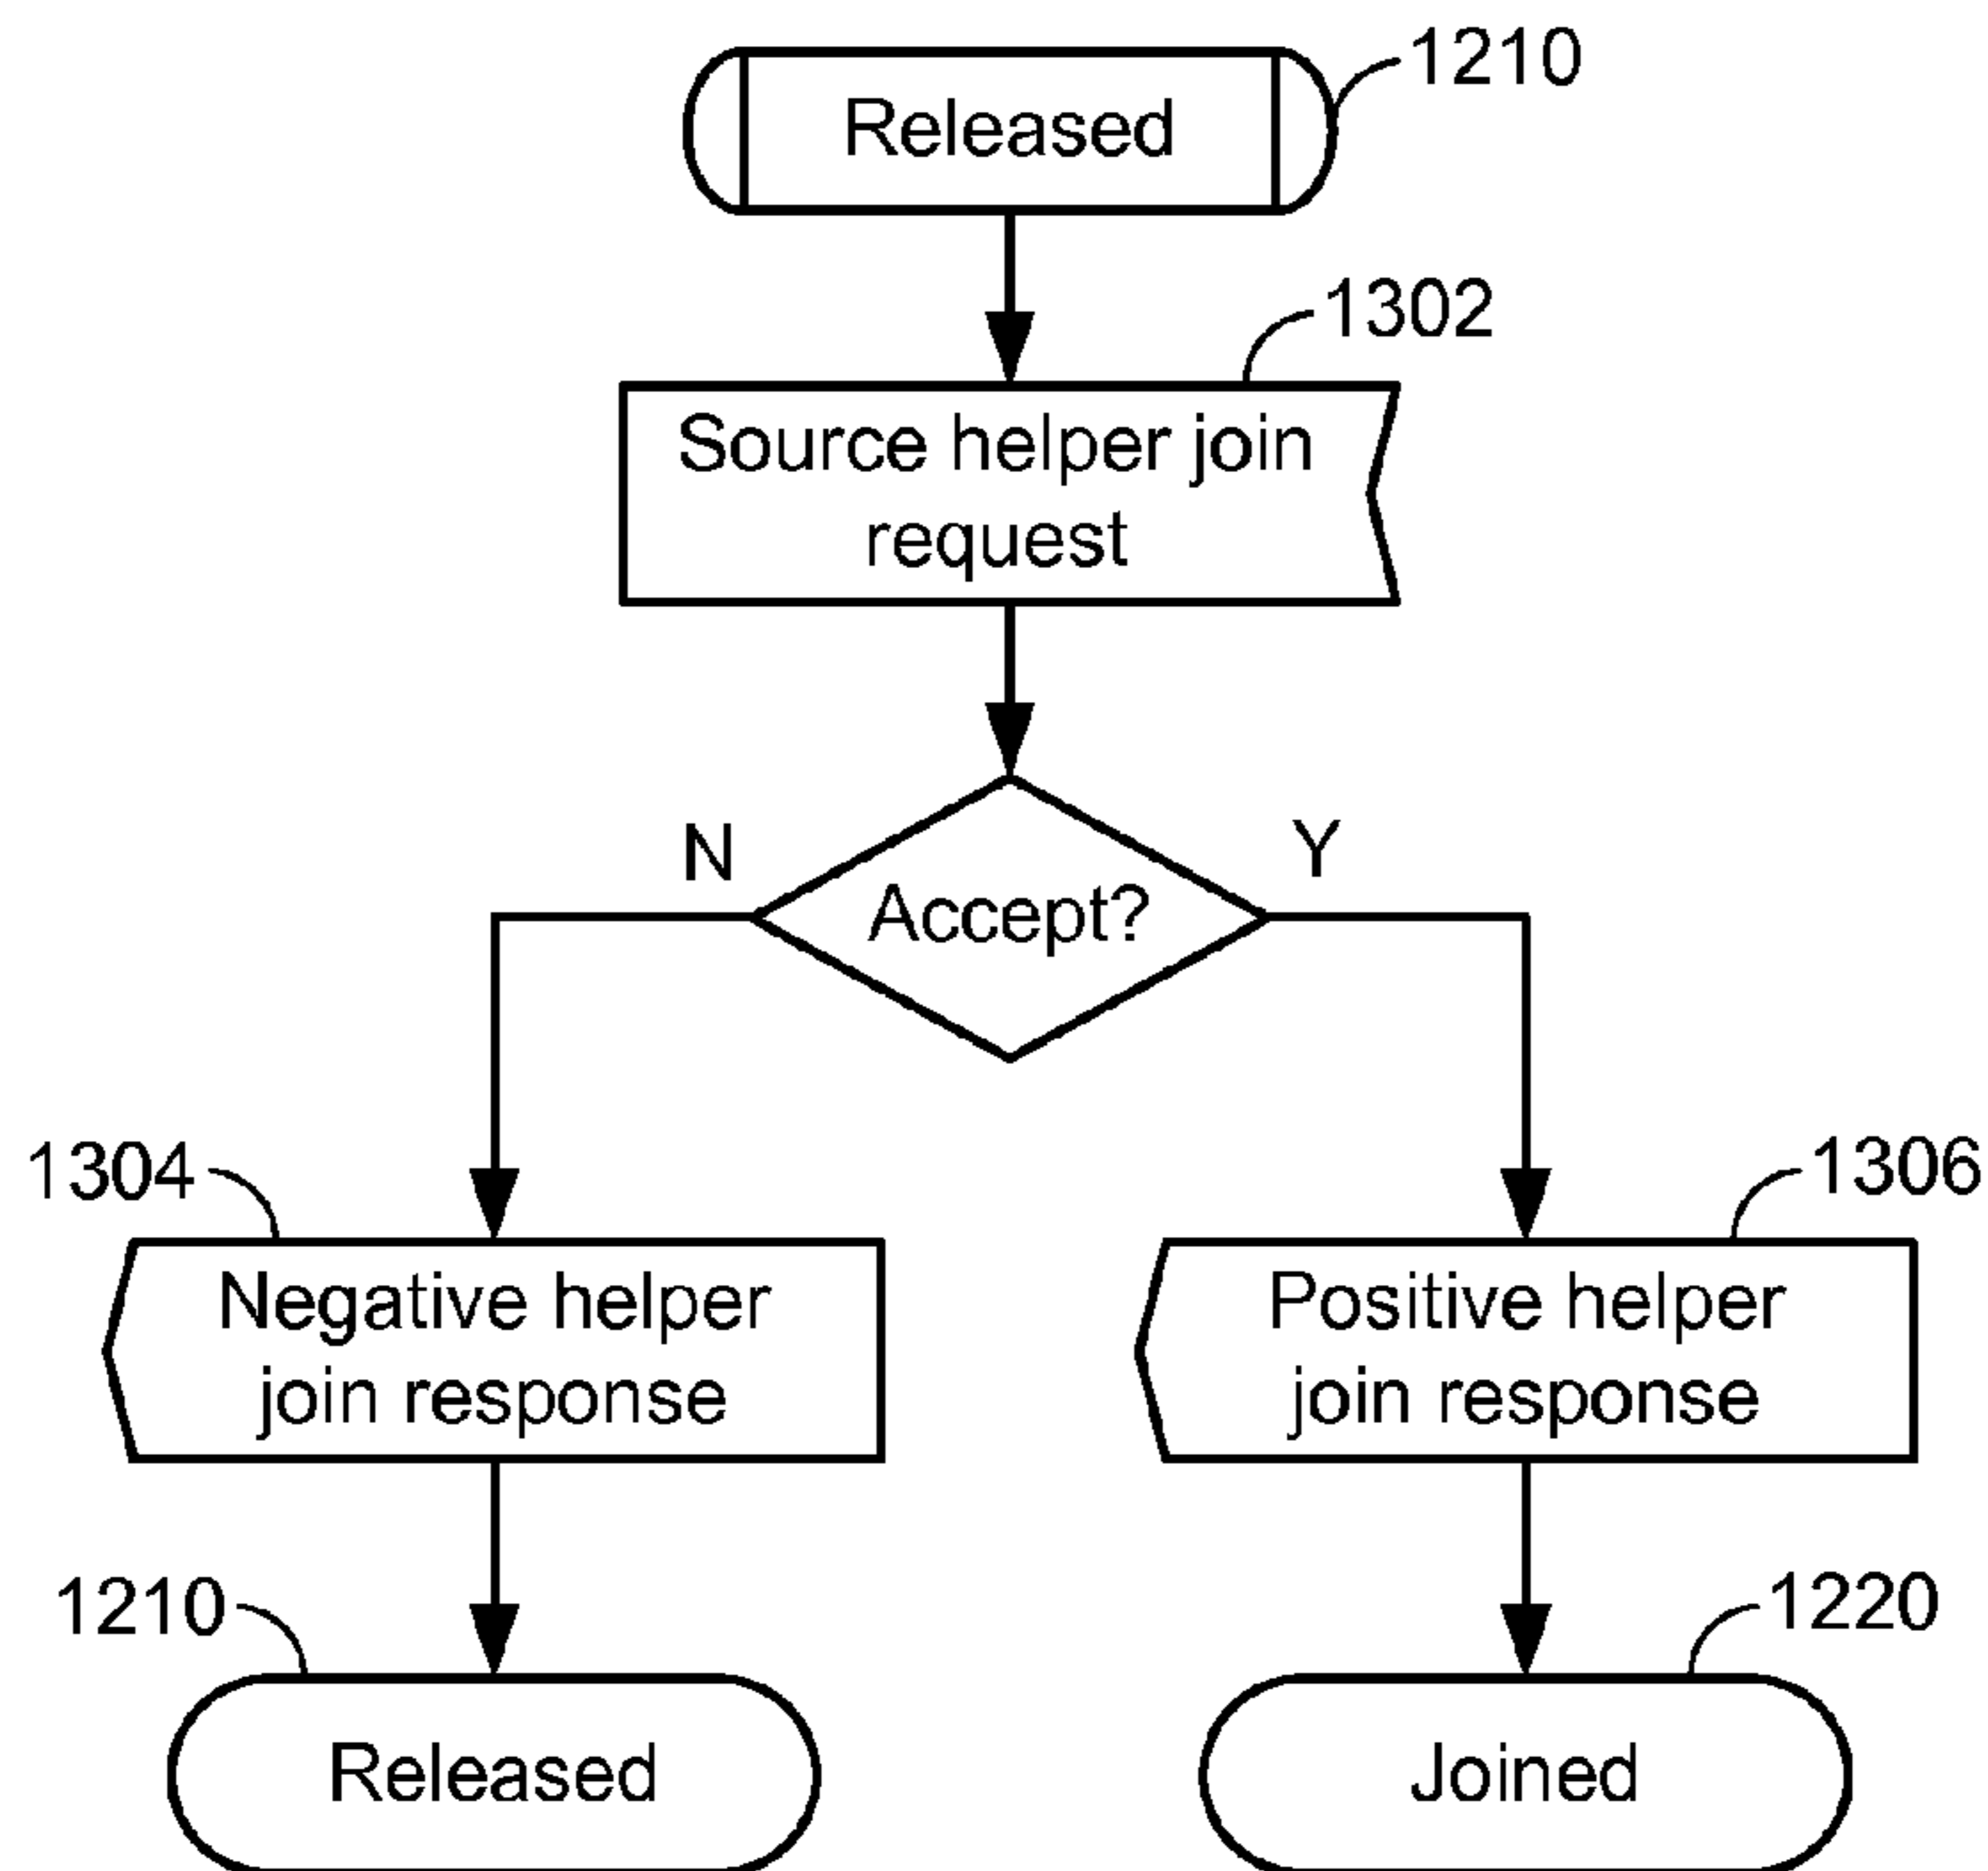 Released
1210
1302
Source helper join
request
N
Y
Accept?
1304
1306
Negative helper
join response
Positive helper
join response
1210
1220
Released
Joined